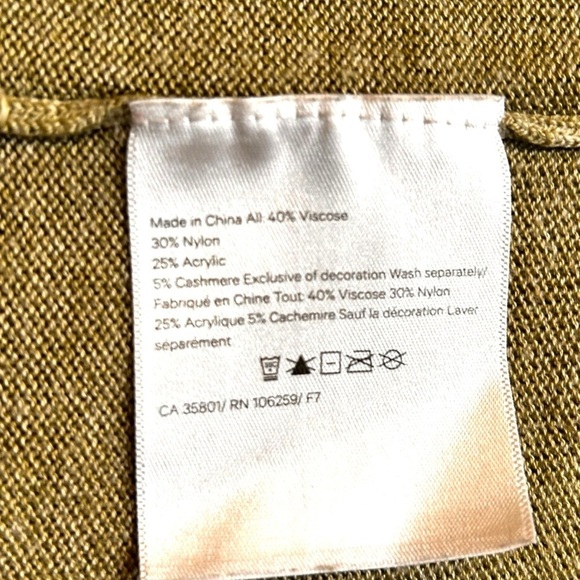 Made in China All: 40% Viscose
30% Nylon
25% Acrylic
5% Cashmere Exclusive of decoration Wash separately/
Fabriqué en Chine Tout: 40% Viscose 30% Nylon
25% Acrylique 5% Cachemire Sauf la décoration Laver
séparément
CA 35801/ RN 106259/ F7